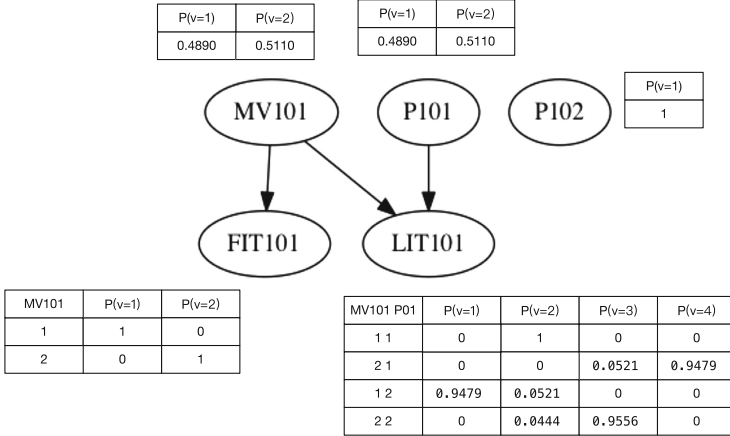 P(v=1) P(v=2)
0.4890 0.5110
P(v=1) P(v=2)
0.4890 0.5110
P(v=1)
1
MV101
P101
P102
FIT101
LIT101
MV101 P(v=1) P(v=2)
1 1 0
2 0 1
MV101 P01 P(v=1) P(v=2) P(v=3) P(v=4)
1 1 0 1 0 0
2 1 0 0 0.0521 0.9479
1 2 0.9479 0.0521 0 0
2 2 0 0.0444 0.9556 0